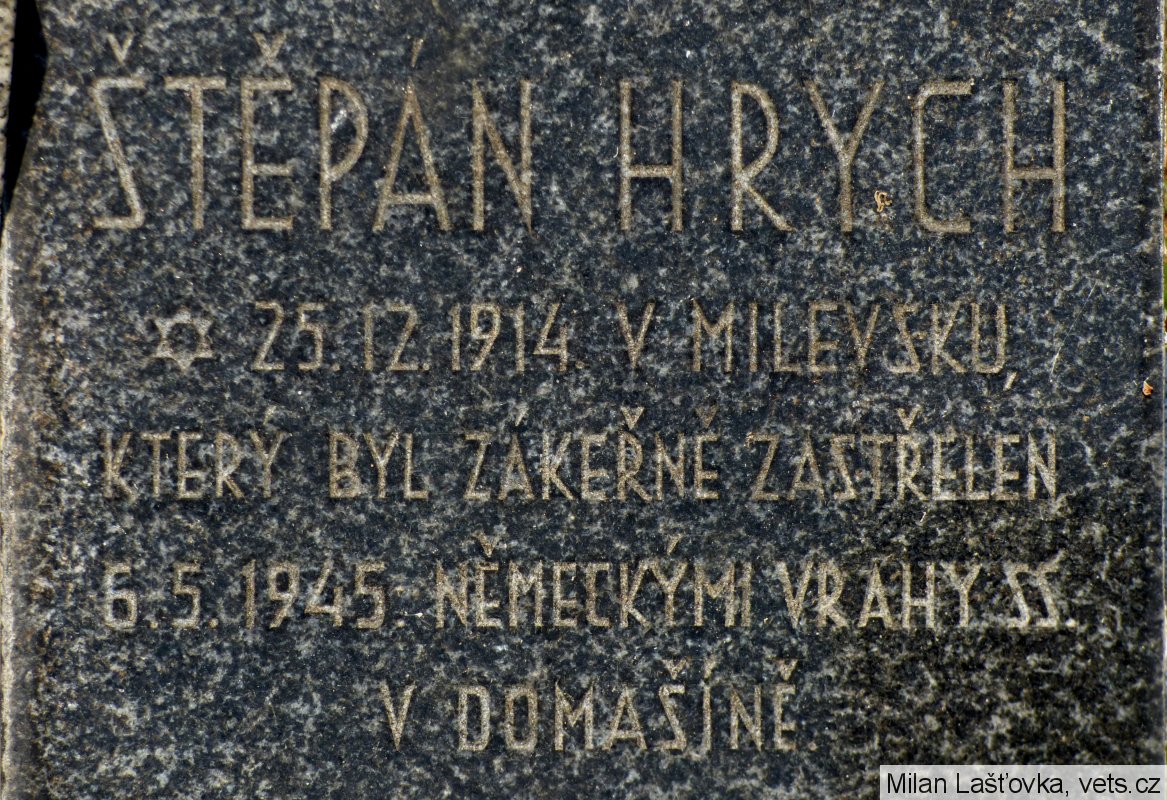 ŠTĚPÁN HRYCH
✡ 25.12.1914. V MILEVSKU,
KTERÝ BYL ZÁKEŘNĚ ZASTŘELEN
6.5.1945. NĚMECKÝMI VRAHY SS.
V DOMAŠÍNĚ
Milan Lašťovka, vets.cz